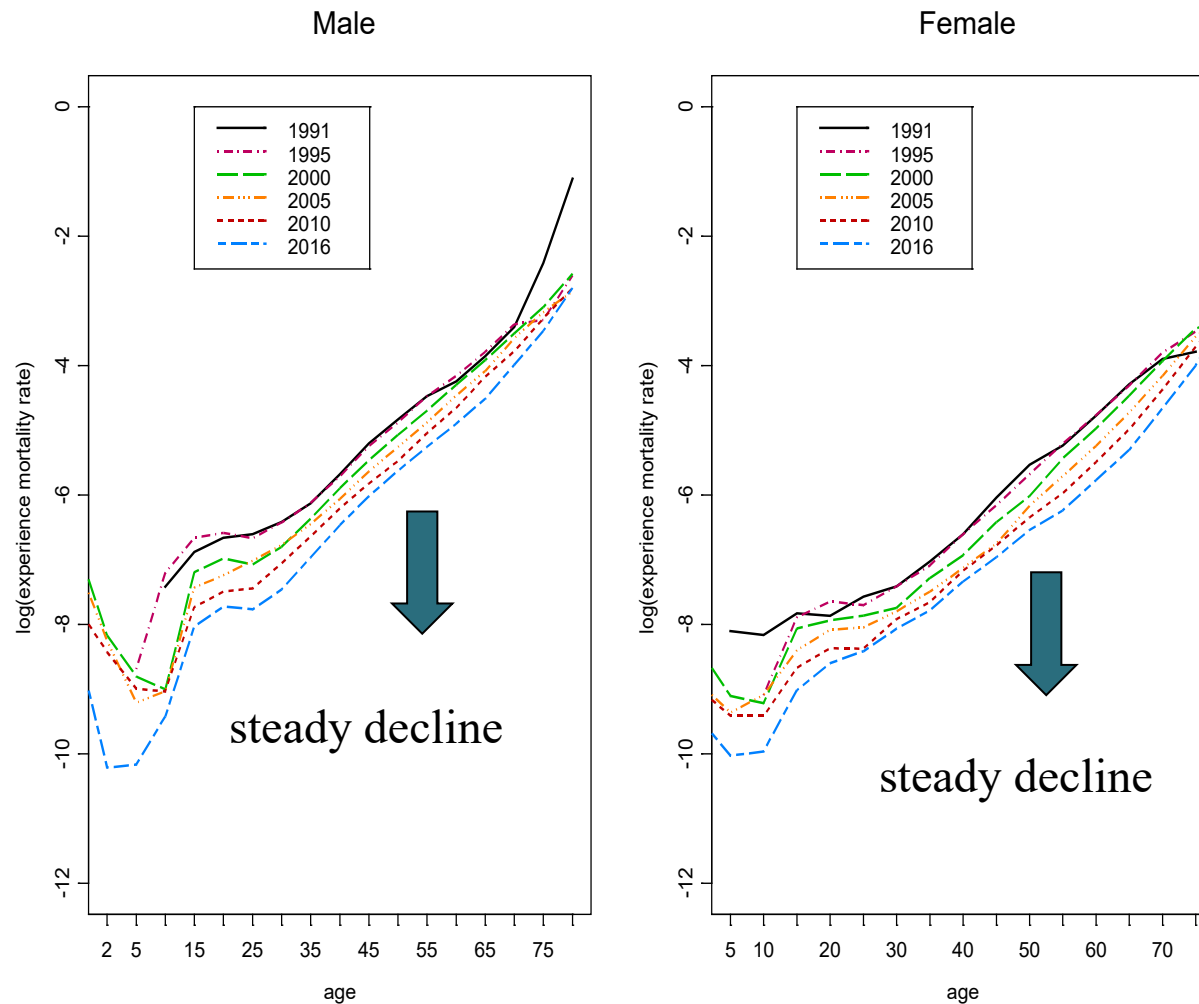 Male
0
-2
-4
-6
-8
-10
-12
log(experience mortality rate)
1991
1995
2000
2005
2010
2016
steady decline
2 5 15 25 35 45 55 65 75
age
Female
0
-2
-4
-6
-8
-10
-12
log(experience mortality rate)
1991
1995
2000
2005
2010
2016
steady decline
5 10 20 30 40 50 60 70
age